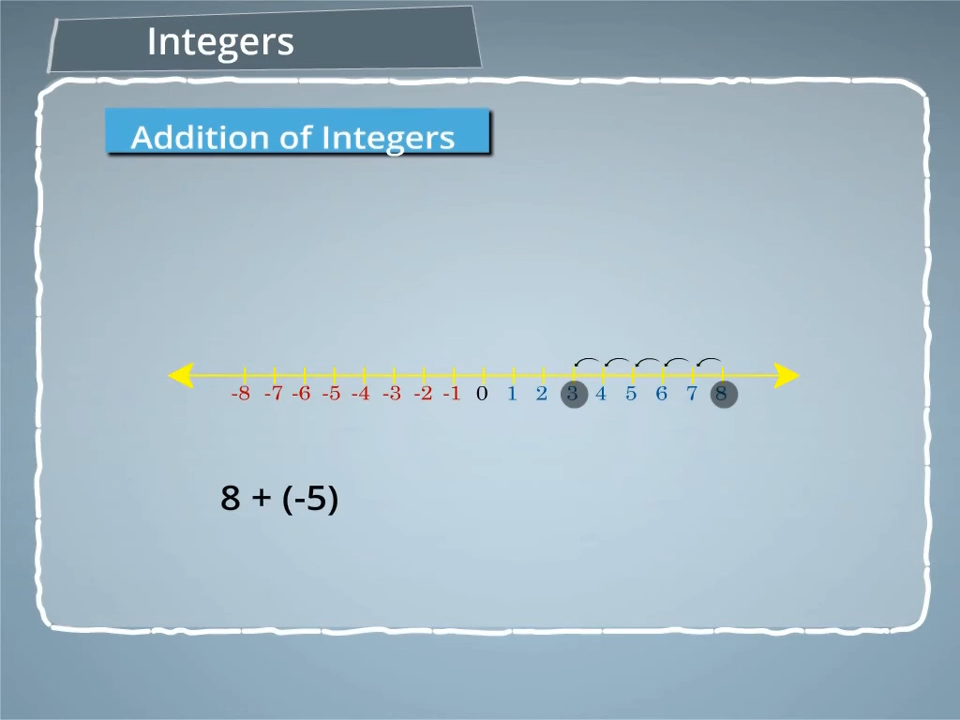 Integers
Addition of Integers
-8 -7 -6 -5 -4 -3 -2 -1 0 1 2 3 4 5 6 7 8
8 + (-5)